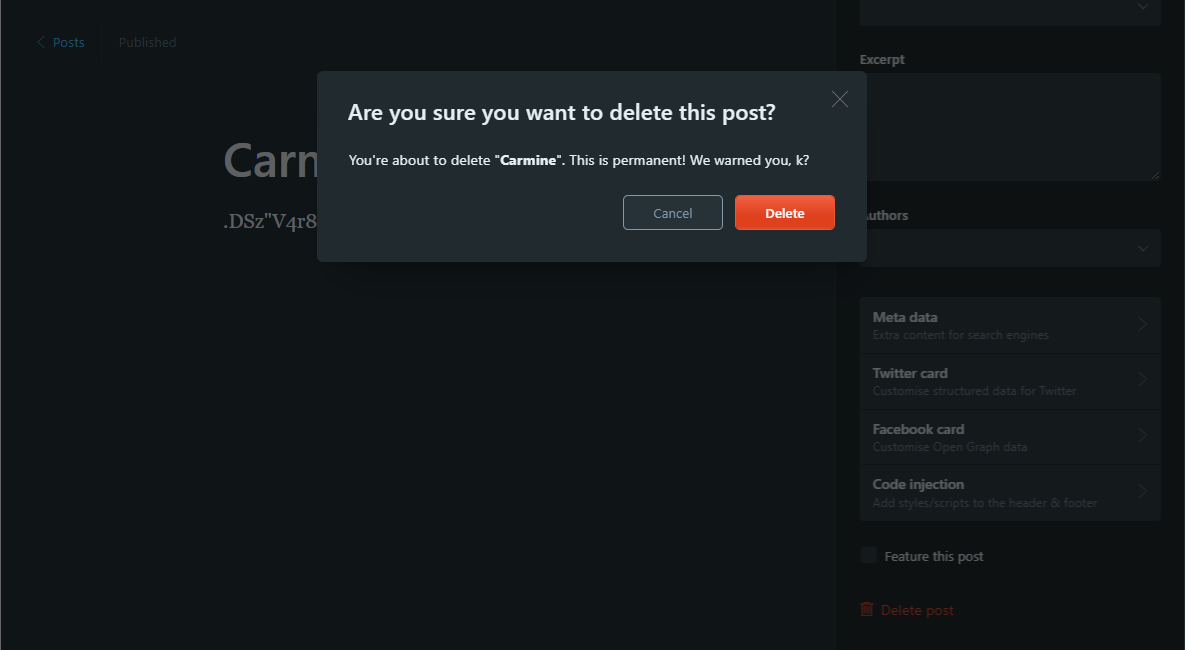 Posts
Published
Excerpt
Are you sure you want to delete this post?
You're about to delete "Carmine". This is permanent! We warned you, k?
Cancel
Delete
Carm
.DSz"V4r8
uthors
Meta data
Extra content for search engines
Twitter card
Customise structured data for Twitter
Facebook card
Customise Open Graph data
Code injection
Add styles/scripts to the header & footer
Feature this post
Delete post